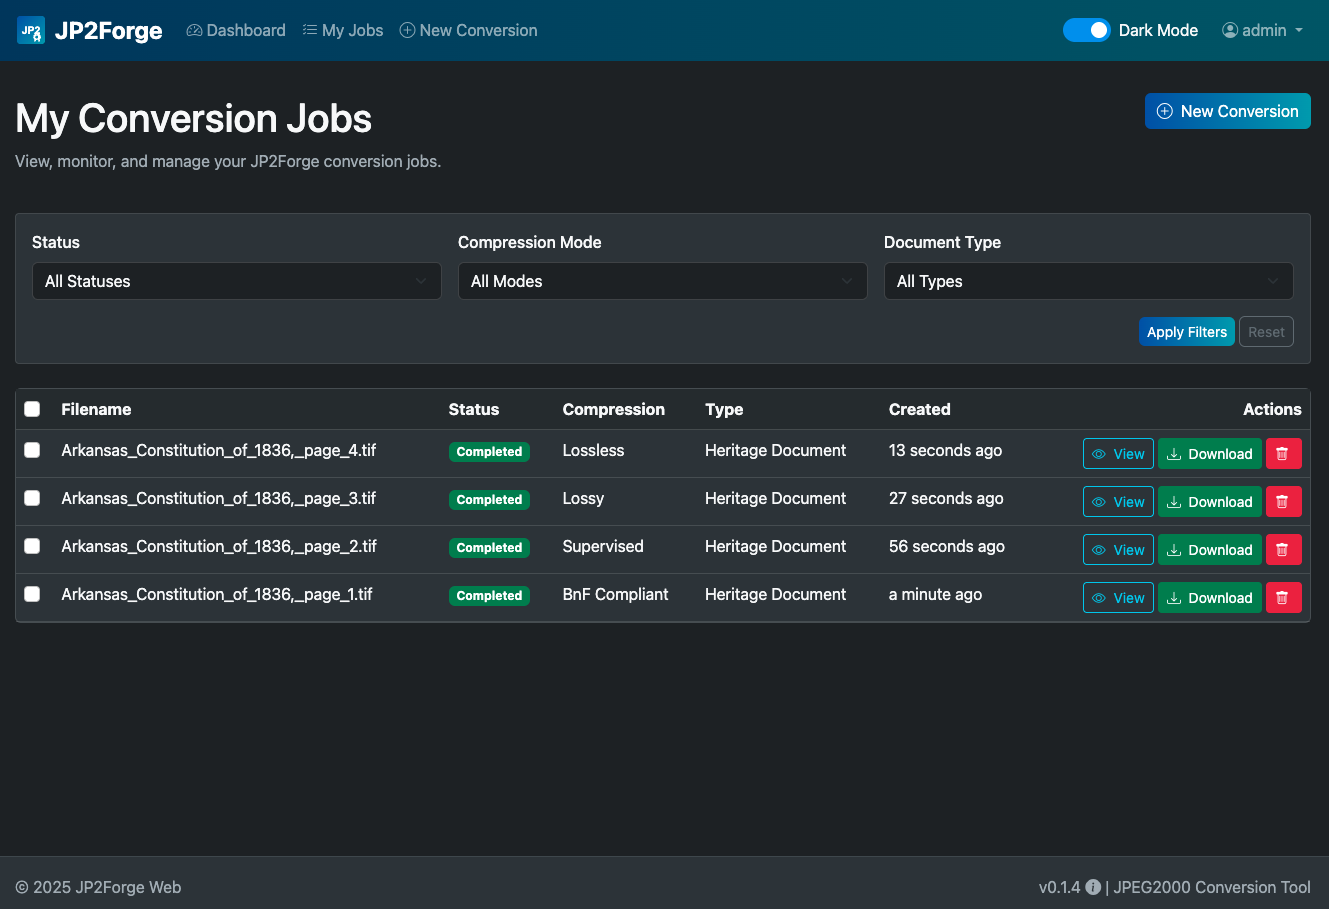 JP2 JP2Forge Dashboard My Jobs New Conversion Dark Mode admin
My Conversion Jobs
New Conversion
View, monitor, and manage your JP2Forge conversion jobs.
Status Compression Mode Document Type
All Statuses All Modes All Types
Apply Filters Reset
Filename Status Compression Type Created Actions
Arkansas_Constitution_of_1836,_page_4.tif Completed Lossless Heritage Document 13 seconds ago View Download
Arkansas_Constitution_of_1836,_page_3.tif Completed Lossy Heritage Document 27 seconds ago View Download
Arkansas_Constitution_of_1836,_page_2.tif Completed Supervised Heritage Document 56 seconds ago View Download
Arkansas_Constitution_of_1836,_page_1.tif Completed BnF Compliant Heritage Document a minute ago View Download
© 2025 JP2Forge Web v0.1.4 | JPEG2000 Conversion Tool